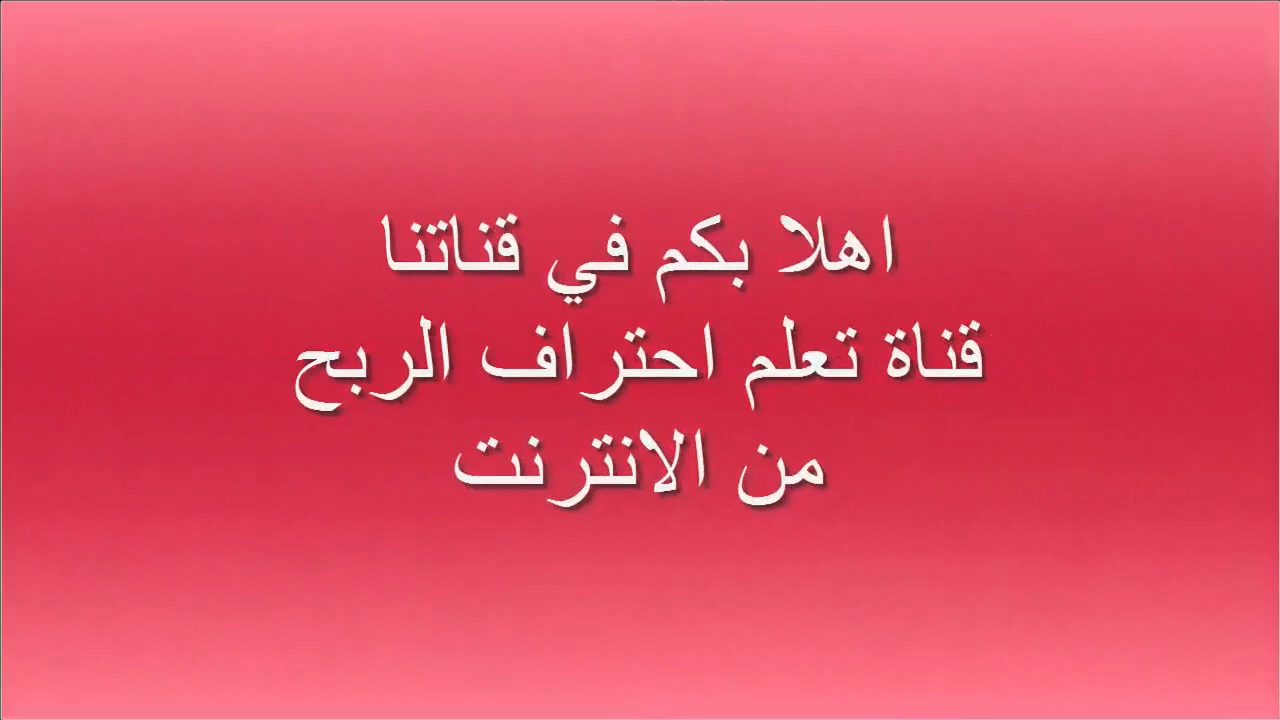 اهلا بكم في قناتنا
قناة تعلم احتراف الربح
من الانترنت